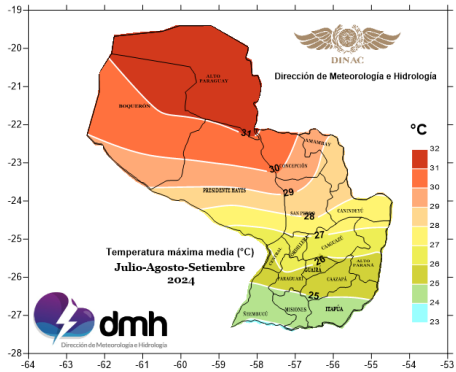 -19
-20
-21
-22
-23
-24
-25
-26
-27
-28
-64 -63 -62 -61 -60 -59 -58 -57 -56 -55 -54
DINAC
Dirección de Meteorología e Hidrología
°C
32
31
30
29
28
27
26
25
24
23
ALTO
PARAGUAY
BOQUERÓN
31
AMAMBAY
30
CONCEPCIÓN
PRESIDENTE HAYES
29
SAN PEDRO
28
CANINDEYÚ
27
CORDILLERA
CAAGUAZÚ
CENTRAL
26
GUAIRA
ALTO
PARANÁ
PARAGUARÍ
CAAZAPÁ
25
ÑEEMBUCÚ
MISIONES
ITAPÚA
Temperatura máxima media (°C)
Julio-Agosto-Setiembre
2024
dmh
Dirección de Meteorología e Hidrología